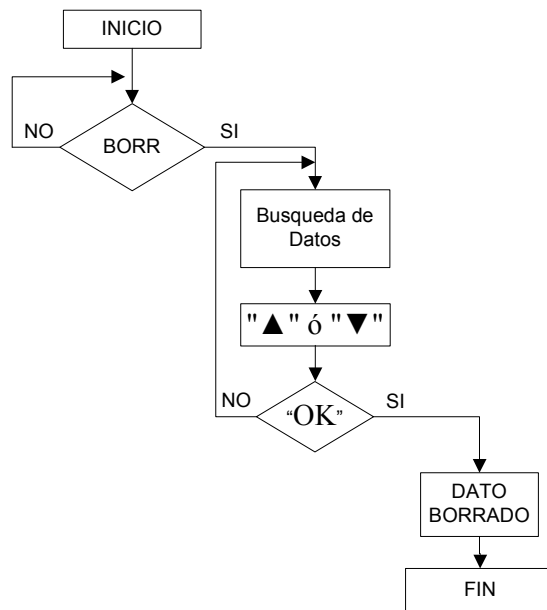 INICIO
NO
BORR
SI
Busqueda de
Datos
"▲" ó "▼"
NO
“OK”
SI
DATO
BORRADO
FIN